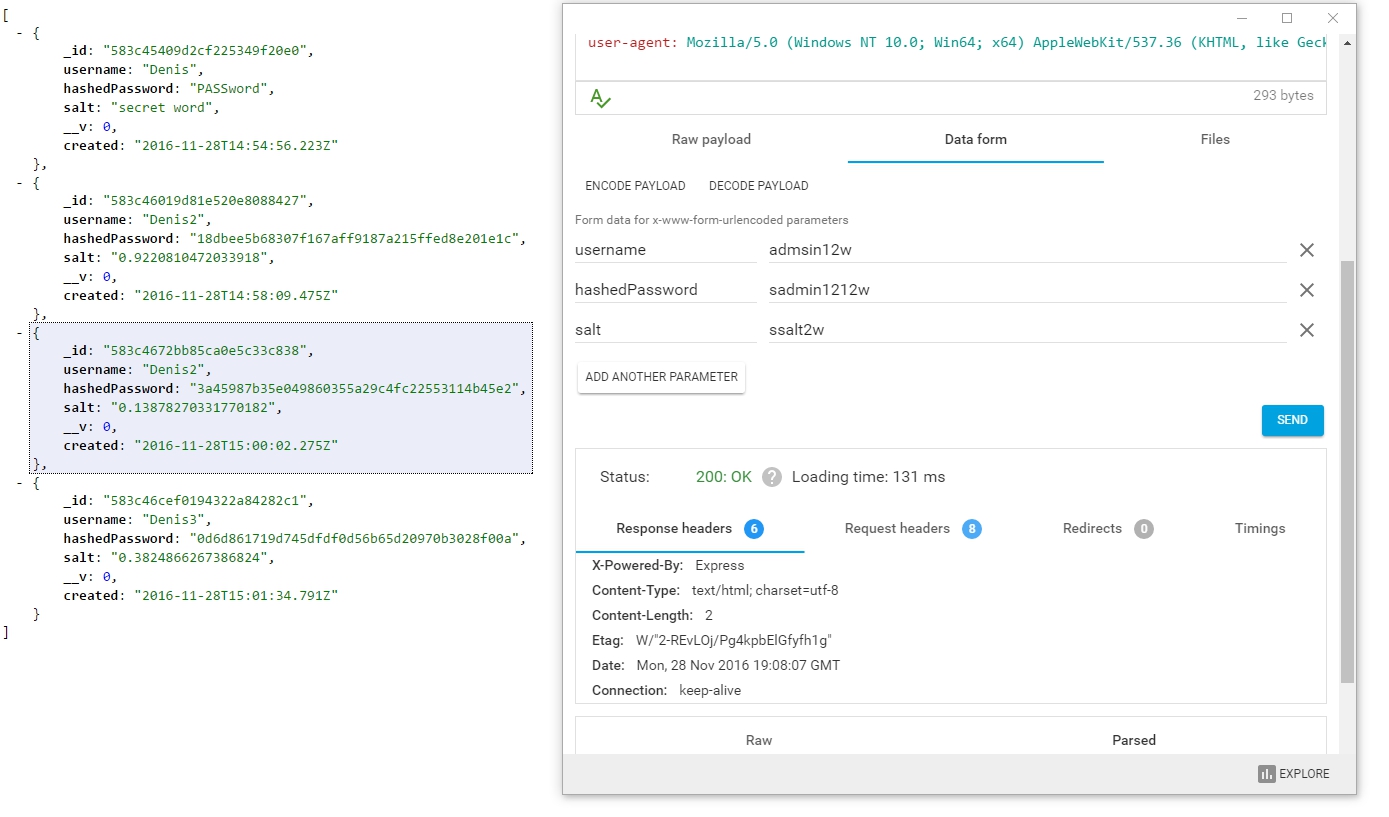 [
- {
_id: "583c45409d2cf225349f20e0",
username: "Denis",
hashedPassword: "PASSword",
salt: "secret word",
__v: 0,
created: "2016-11-28T14:54:56.223Z"
},
- {
_id: "583c46019d81e520e8088427",
username: "Denis2",
hashedPassword: "18dbee5b68307f167aff9187a215ffed8e201e1c",
salt: "0.9220810472033918",
__v: 0,
created: "2016-11-28T14:58:09.475Z"
},
- {
_id: "583c4672bb85ca0e5c33c838",
username: "Denis2",
hashedPassword: "3a45987b35e049860355a29c4fc22553114b45e2",
salt: "0.13878270331770182",
__v: 0,
created: "2016-11-28T15:00:02.275Z"
},
- {
_id: "583c46cef0194322a84282c1",
username: "Denis3",
hashedPassword: "0d6d861719d745dfdf0d56b65d20970b3028f00a",
salt: "0.3824866267386824",
__v: 0,
created: "2016-11-28T15:01:34.791Z"
}
]
user-agent: Mozilla/5.0 (Windows NT 10.0; Win64; x64) AppleWebKit/537.36 (KHTML, like Geck
293 bytes
Raw payload Data form Files
ENCODE PAYLOAD DECODE PAYLOAD
Form data for x-www-form-urlencoded parameters
username admsin12w
hashedPassword sadmin1212w
salt ssalt2w
ADD ANOTHER PARAMETER
SEND
Status: 200: OK ? Loading time: 131 ms
Response headers 6 Request headers 8 Redirects 0 Timings
X-Powered-By: Express
Content-Type: text/html; charset=utf-8
Content-Length: 2
Etag: W/"2-REvLOj/Pg4kpbElGfyfh1g"
Date: Mon, 28 Nov 2016 19:08:07 GMT
Connection: keep-alive
Raw Parsed
EXPLORE